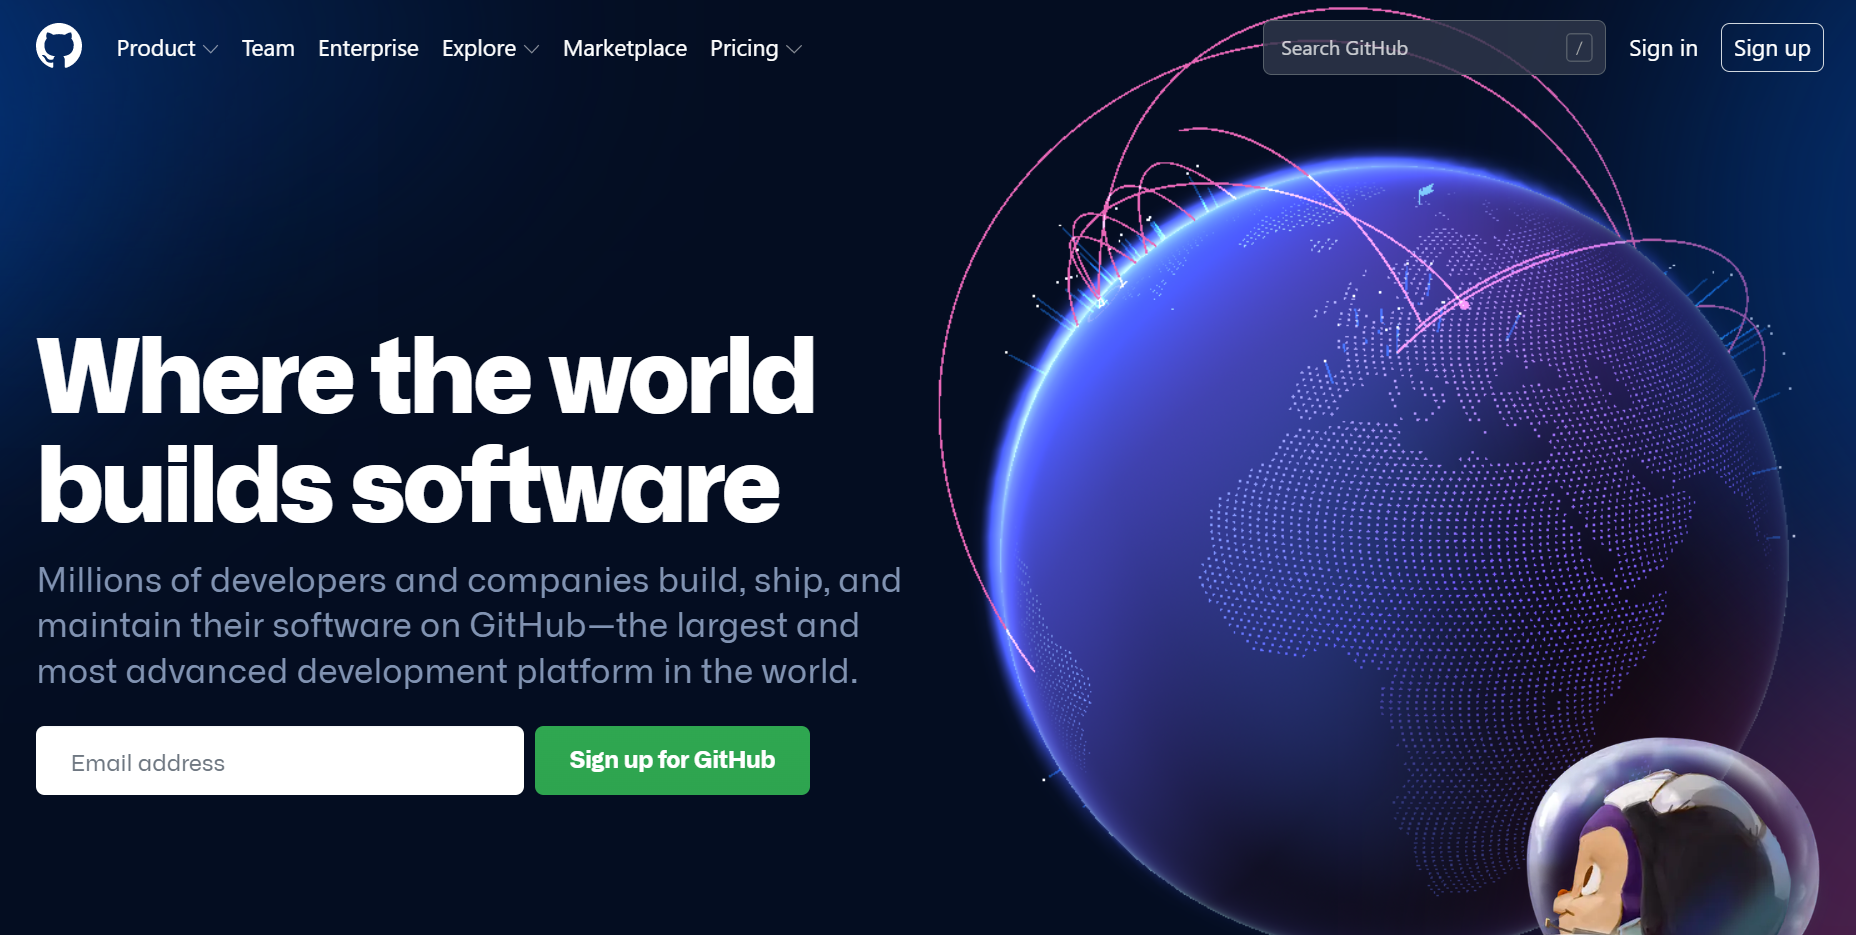 Product Team Enterprise Explore Marketplace Pricing Search GitHub / Sign in Sign up
Where the world
builds software
Millions of developers and companies build, ship, and
maintain their software on GitHub—the largest and
most advanced development platform in the world.
Email address Sign up for GitHub